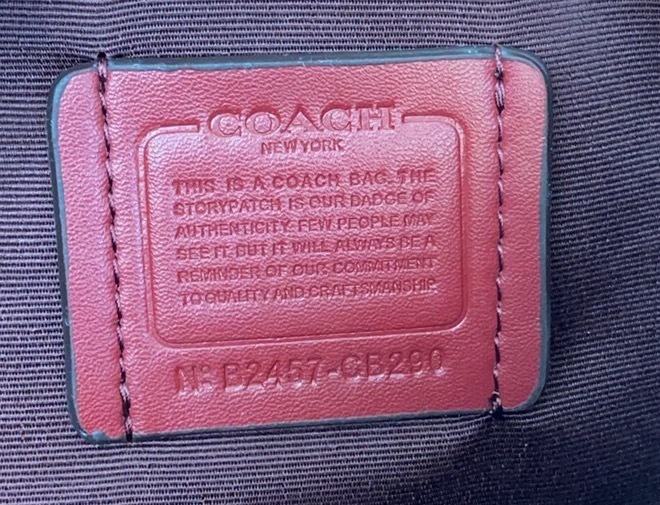 COACH
NEW YORK
THIS IS A COACH BAG. THE
STORYPATCH IS OUR BADGE OF
AUTHENTICITY. FEW PEOPLE MAY
SEE IT. BUT IT WILL ALWAYS BE A
REMINDER OF OUR COMMITMENT
TO QUALITY AND CRAFTSMANSHIP.
Nº B2457-CB290